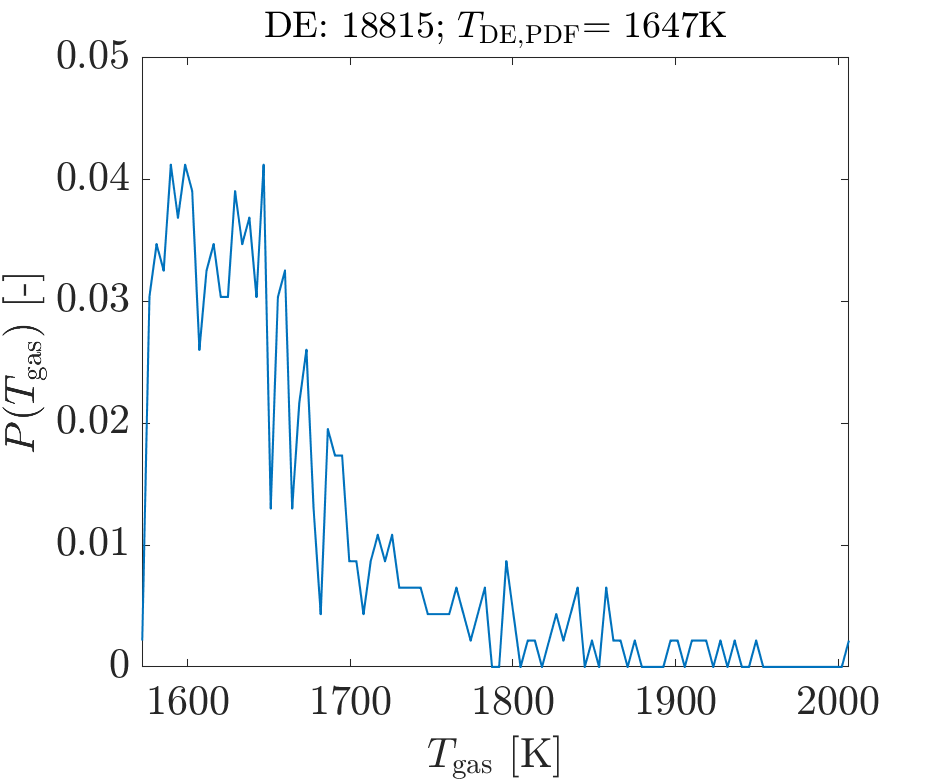 DE: 18815; T_DE,PDF= 1647K
0.05
0.04
0.03
0.02
0.01
0
P(T_gas) [-]
1600 1700 1800 1900 2000
T_gas [K]